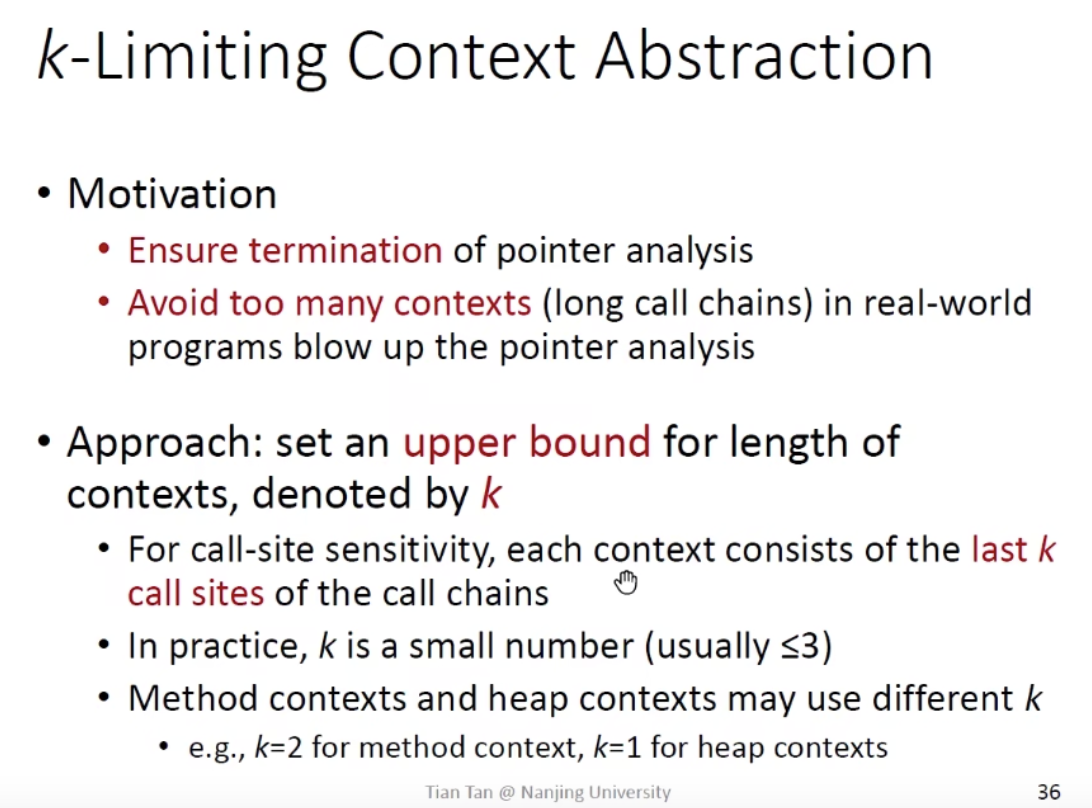 k-Limiting Context Abstraction
• Motivation
• Ensure termination of pointer analysis
• Avoid too many contexts (long call chains) in real-world
programs blow up the pointer analysis
• Approach: set an upper bound for length of
contexts, denoted by k
• For call-site sensitivity, each context consists of the last k
call sites of the call chains
• In practice, k is a small number (usually ≤3)
• Method contexts and heap contexts may use different k
• e.g., k=2 for method context, k=1 for heap contexts
Tian Tan @ Nanjing University
36